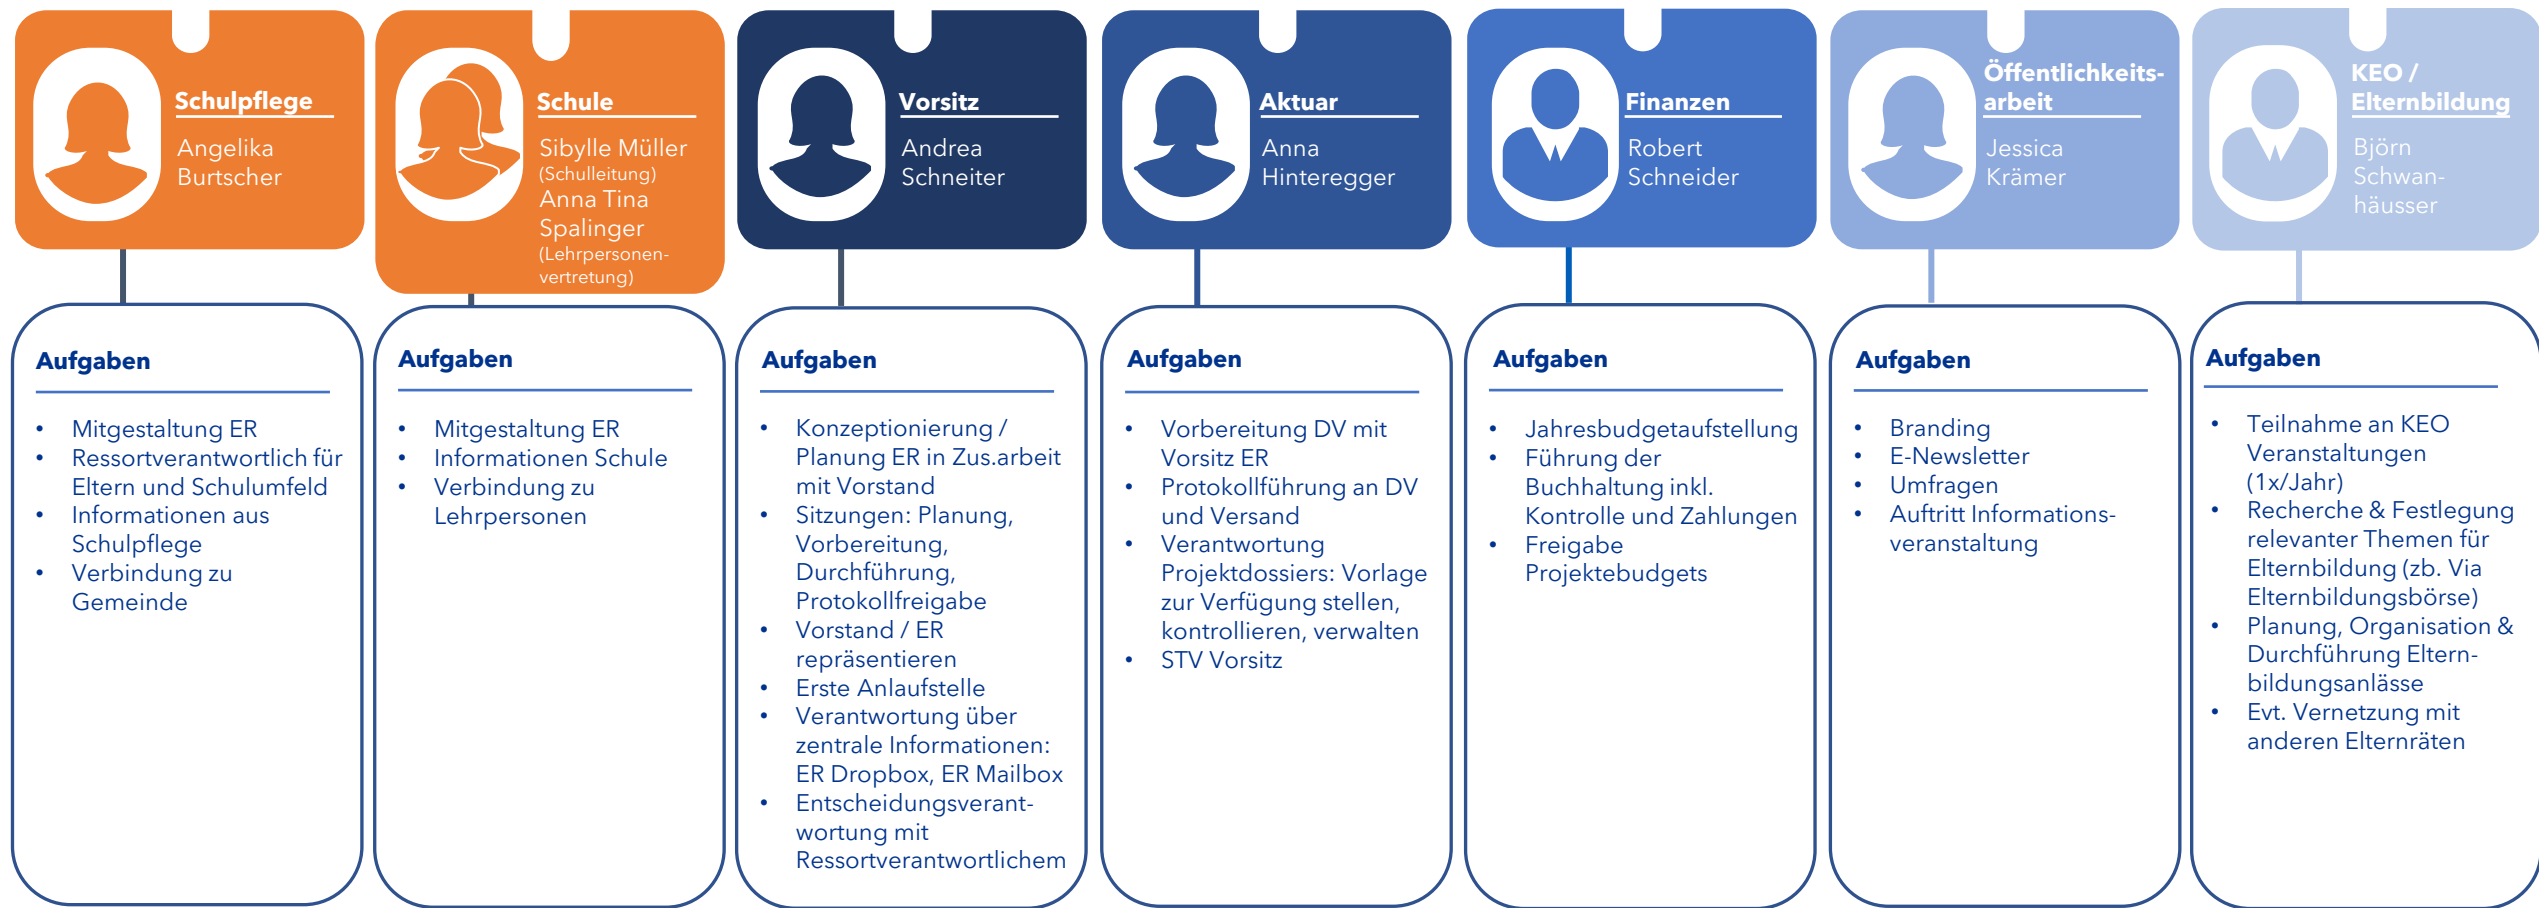 Schulpflege
Angelika
Burtscher
Aufgaben
• Mitgestaltung ER
• Ressortverantwortlich für
Eltern und Schulumfeld
• Informationen aus
Schulpflege
• Verbindung zu
Gemeinde
Schule
Sibylle Müller
(Schulleitung)
Anna Tina
Spalinger
(Lehrpersonen-
vertretung)
Aufgaben
• Mitgestaltung ER
• Informationen Schule
• Verbindung zu
Lehrpersonen
Vorsitz
Andrea
Schneiter
Aufgaben
• Konzeptionierung /
Planung ER in Zus.arbeit
mit Vorstand
• Sitzungen: Planung,
Vorbereitung,
Durchführung,
Protokollfreigabe
• Vorstand / ER
repräsentieren
• Erste Anlaufstelle
• Verantwortung über
zentrale Informationen:
ER Dropbox, ER Mailbox
• Entscheidungsverant-
wortung mit
Ressortverantwortlichem
Aktuar
Anna
Hinteregger
Aufgaben
• Vorbereitung DV mit
Vorsitz ER
• Protokollführung an DV
und Versand
• Verantwortung
Projektdossiers: Vorlage
zur Verfügung stellen,
kontrollieren, verwalten
• STV Vorsitz
Finanzen
Robert
Schneider
Aufgaben
• Jahresbudgetaufstellung
• Führung der
Buchhaltung inkl.
Kontrolle und Zahlungen
• Freigabe
Projektebudgets
Öffentlichkeits-
arbeit
Jessica
Krämer
Aufgaben
• Branding
• E-Newsletter
• Umfragen
• Auftritt Informations-
veranstaltung
KEO /
Elternbildung
Björn
Schwan-
häusser
Aufgaben
• Teilnahme an KEO
Veranstaltungen
(1x/Jahr)
• Recherche & Festlegung
relevanter Themen für
Elternbildung (zb. Via
Elternbildungsbörse)
• Planung, Organisation &
Durchführung Eltern-
bildungsanlässe
• Evt. Vernetzung mit
anderen Elternräten